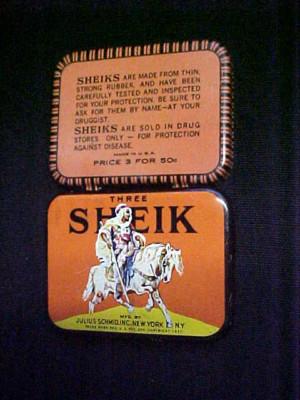 SHEIKS ARE MADE FROM THIN,
STRONG RUBBER, AND HAVE BEEN
CAREFULLY TESTED AND INSPECTED
FOR YOUR PROTECTION. BE SURE TO
ASK FOR THEM BY NAME-AT YOUR
DRUGGIST.
SHEIKS ARE SOLD IN DRUG
STORES ONLY - FOR PROTECTION
AGAINST DISEASE.
MADE IN U.S.A.
PRICE 3 FOR 50¢
THREE
SHEIK
MFG. BY
JULIUS SCHMID, INC. NEW YORK N.Y.